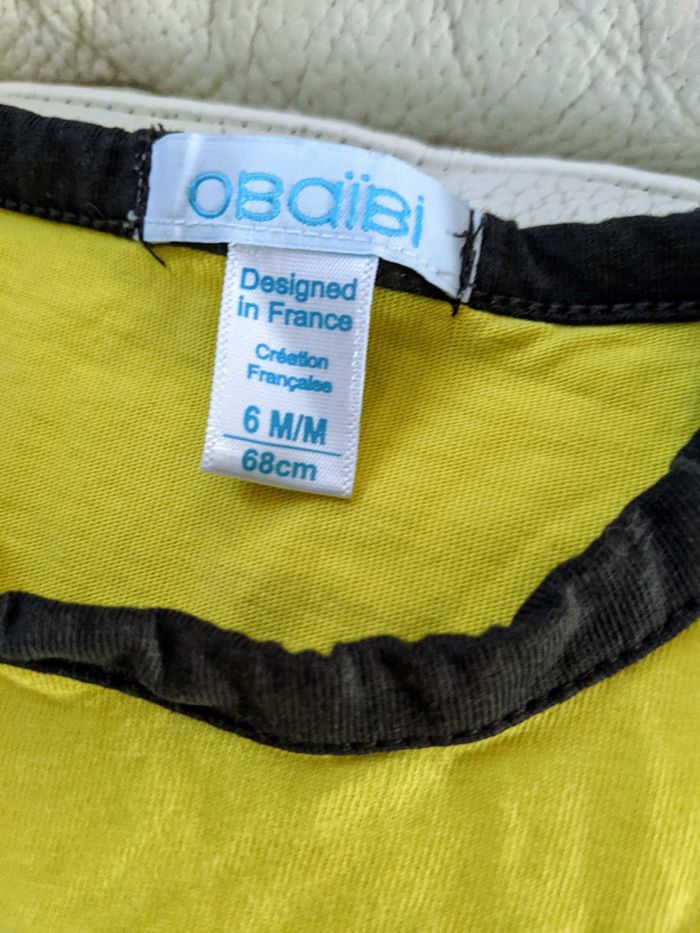 OBaïBi
Designed
in France
Création
Française
6 M/M
68cm